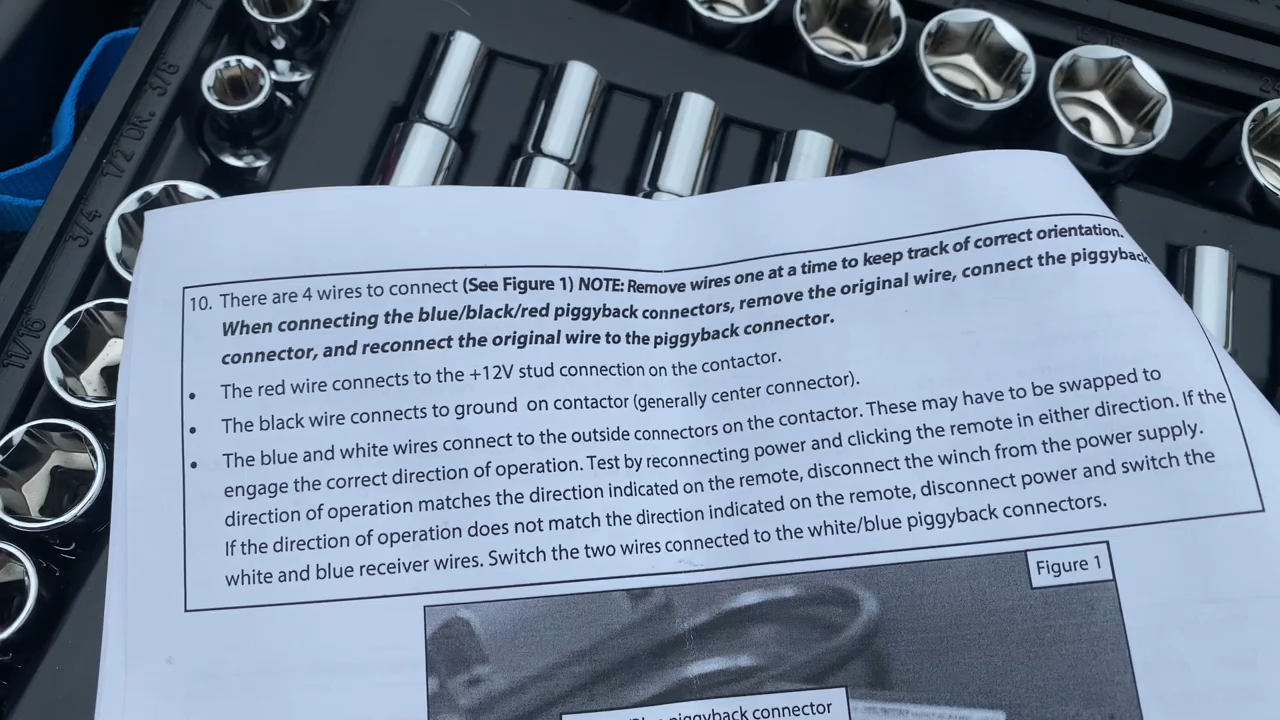 3/8
1/2 DR.
3/4"
11/16"
10. There are 4 wires to connect (See Figure 1) NOTE: Remove wires one at a time to keep track of correct orientation.
When connecting the blue/black/red piggyback connectors, remove the original wire, connect the piggyback
connector, and reconnect the original wire to the piggyback connector.
• The red wire connects to the +12V stud connection on the contactor.
• The black wire connects to ground on contactor (generally center connector).
• The blue and white wires connect to the outside connectors on the contactor. These may have to be swapped to
engage the correct direction of operation. Test by reconnecting power and clicking the remote in either direction. If the
direction of operation matches the direction indicated on the remote, disconnect the winch from the power supply.
If the direction of operation does not match the direction indicated on the remote, disconnect power and switch the
white and blue receiver wires. Switch the two wires connected to the white/blue piggyback connectors.
Figure 1
piggyback connector